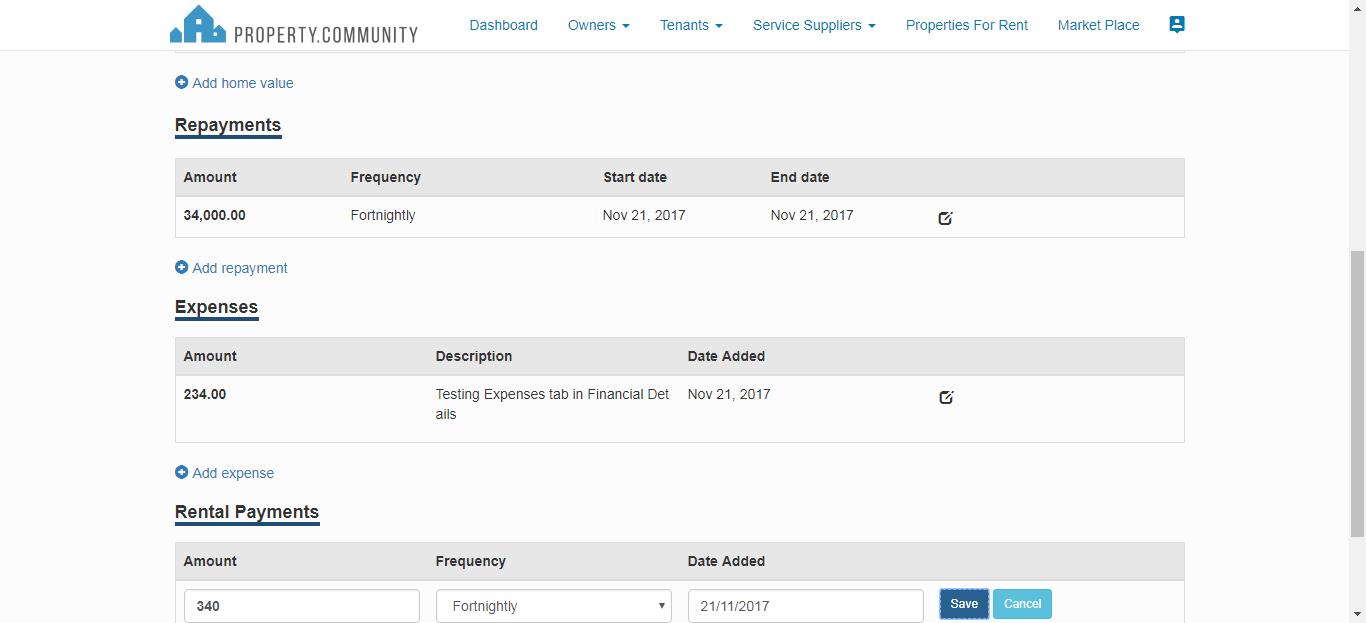 PROPERTY.COMMUNITY Dashboard Owners Tenants Service Suppliers Properties For Rent Market Place
Add home value
Repayments
Amount Frequency Start date End date
34,000.00 Fortnightly Nov 21, 2017 Nov 21, 2017
Add repayment
Expenses
Amount Description Date Added
234.00 Testing Expenses tab in Financial Det Nov 21, 2017
ails
Add expense
Rental Payments
Amount Frequency Date Added
340 Fortnightly 21/11/2017 Save Cancel